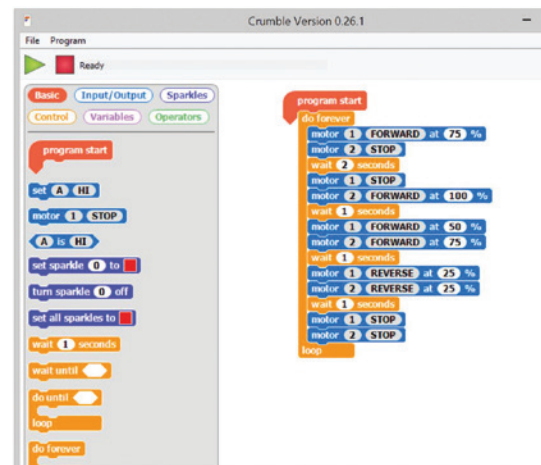 Crumble Version 0.26.1
File Program
Ready
Basic Input/Output Sparkles
Control Variables Operators
program start
set A HI
motor 1 STOP
A is HI
set sparkle 0 to
turn sparkle 0 off
set all sparkles to
wait 1 seconds
wait until
do until
loop
do forever
program start
do forever
motor 1 FORWARD at 75 %
motor 2 STOP
wait 2 seconds
motor 1 STOP
motor 2 FORWARD at 100 %
wait 1 seconds
motor 1 FORWARD at 50 %
motor 2 FORWARD at 75 %
wait 1 seconds
motor 1 REVERSE at 25 %
motor 2 REVERSE at 25 %
wait 1 seconds
motor 1 STOP
motor 2 STOP
loop